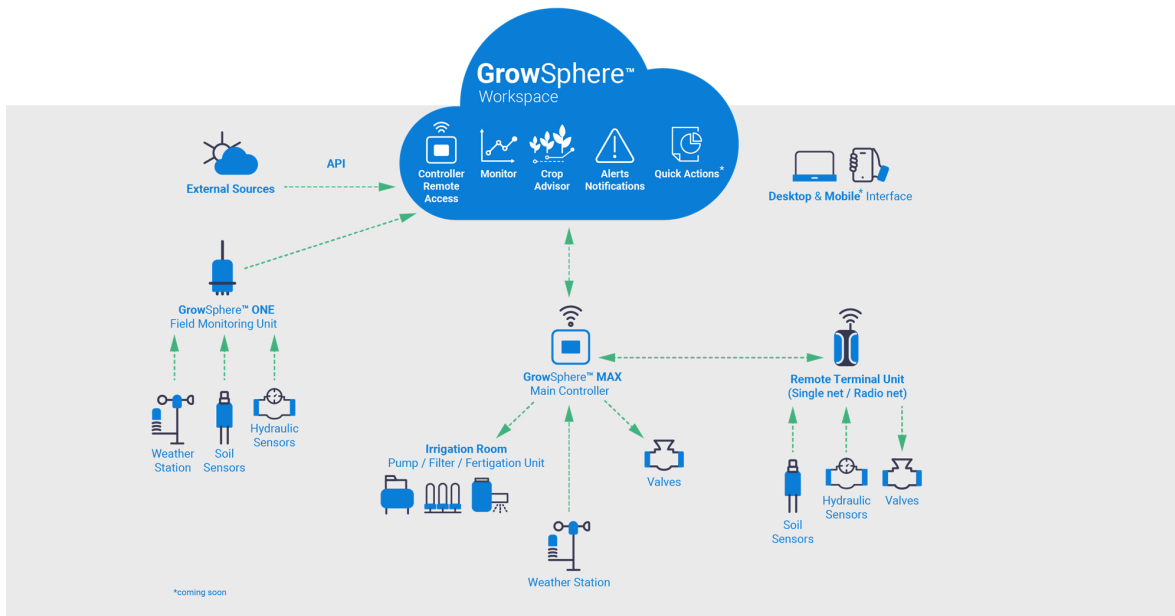 GrowSphere™
Workspace
Controller
Remote
Access
Monitor
Crop
Advisor
Alerts
Notifications
Quick Actions*
External Sources
API
Desktop & Mobile* Interface
GrowSphere™ ONE
Field Monitoring Unit
Weather
Station
Soil
Sensors
Hydraulic
Sensors
GrowSphere™ MAX
Main Controller
Remote Terminal Unit
(Single net / Radio net)
Irrigation Room
Pump / Filter / Fertigation Unit
Valves
Weather Station
Soil
Sensors
Hydraulic
Sensors
Valves
*coming soon